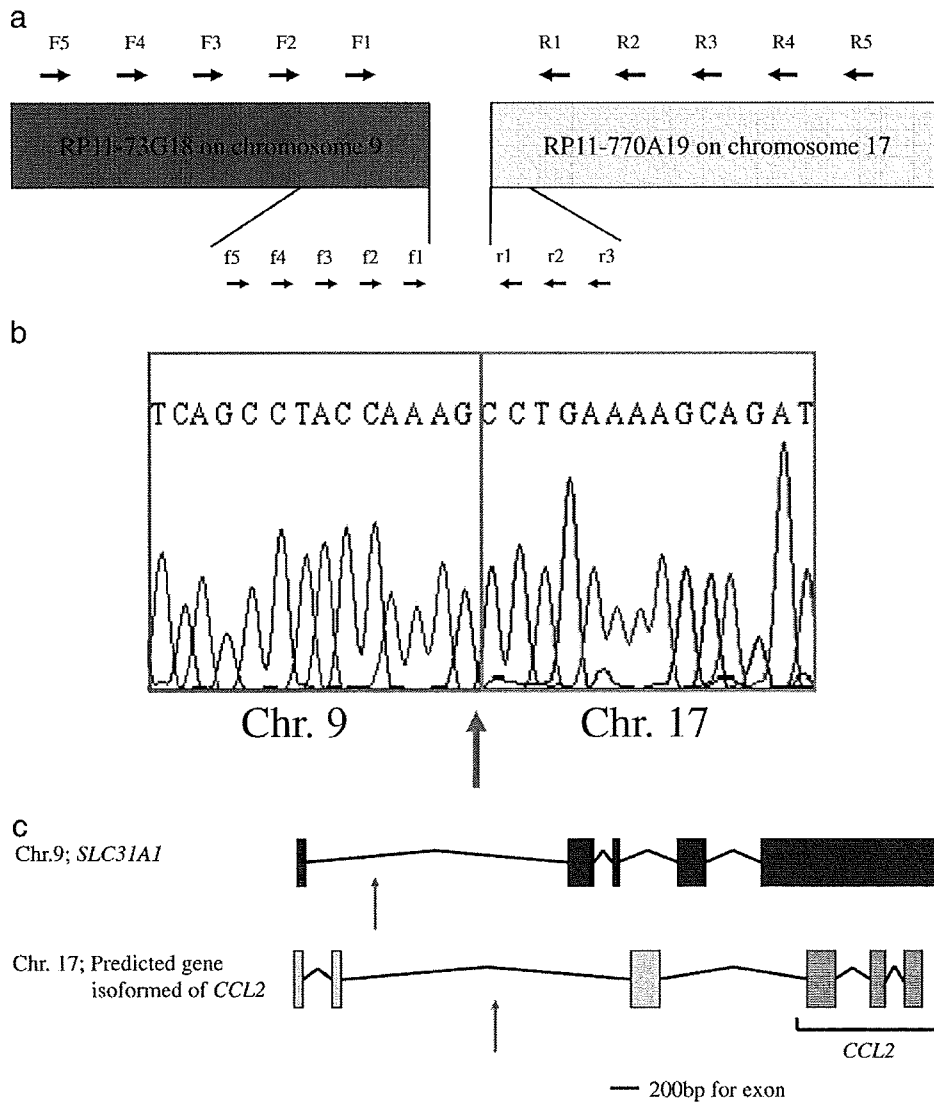 a
F5 F4 F3 F2 F1 R1 R2 R3 R4 R5
RP11-73G18 on chromosome 9 RP11-770A19 on chromosome 17
f5 f4 f3 f2 f1 r1 r2 r3
b
TCAGCCTACCAAAGCCTGAAAAGCAGAT
Chr. 9 Chr. 17
c
Chr.9; SLC31A1
Chr. 17; Predicted gene
isoformed of CCL2
CCL2
200bp for exon